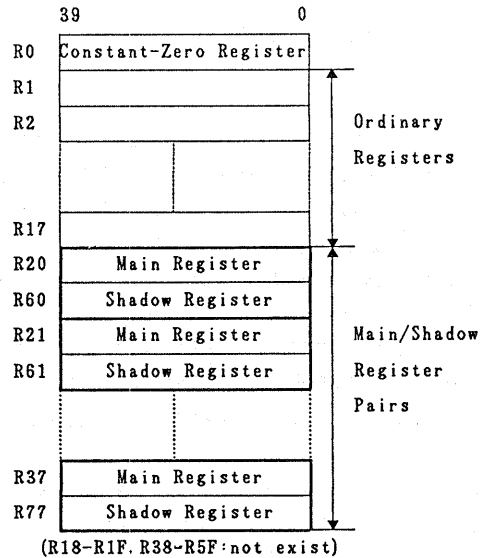 39 0
R0 Constant-Zero Register
R1
R2 Ordinary
Registers
R17
R20 Main Register
R60 Shadow Register
R21 Main Register Main/Shadow
R61 Shadow Register Register
Pairs
R37 Main Register
R77 Shadow Register
(R18-R1F, R38-R5F:not exist)